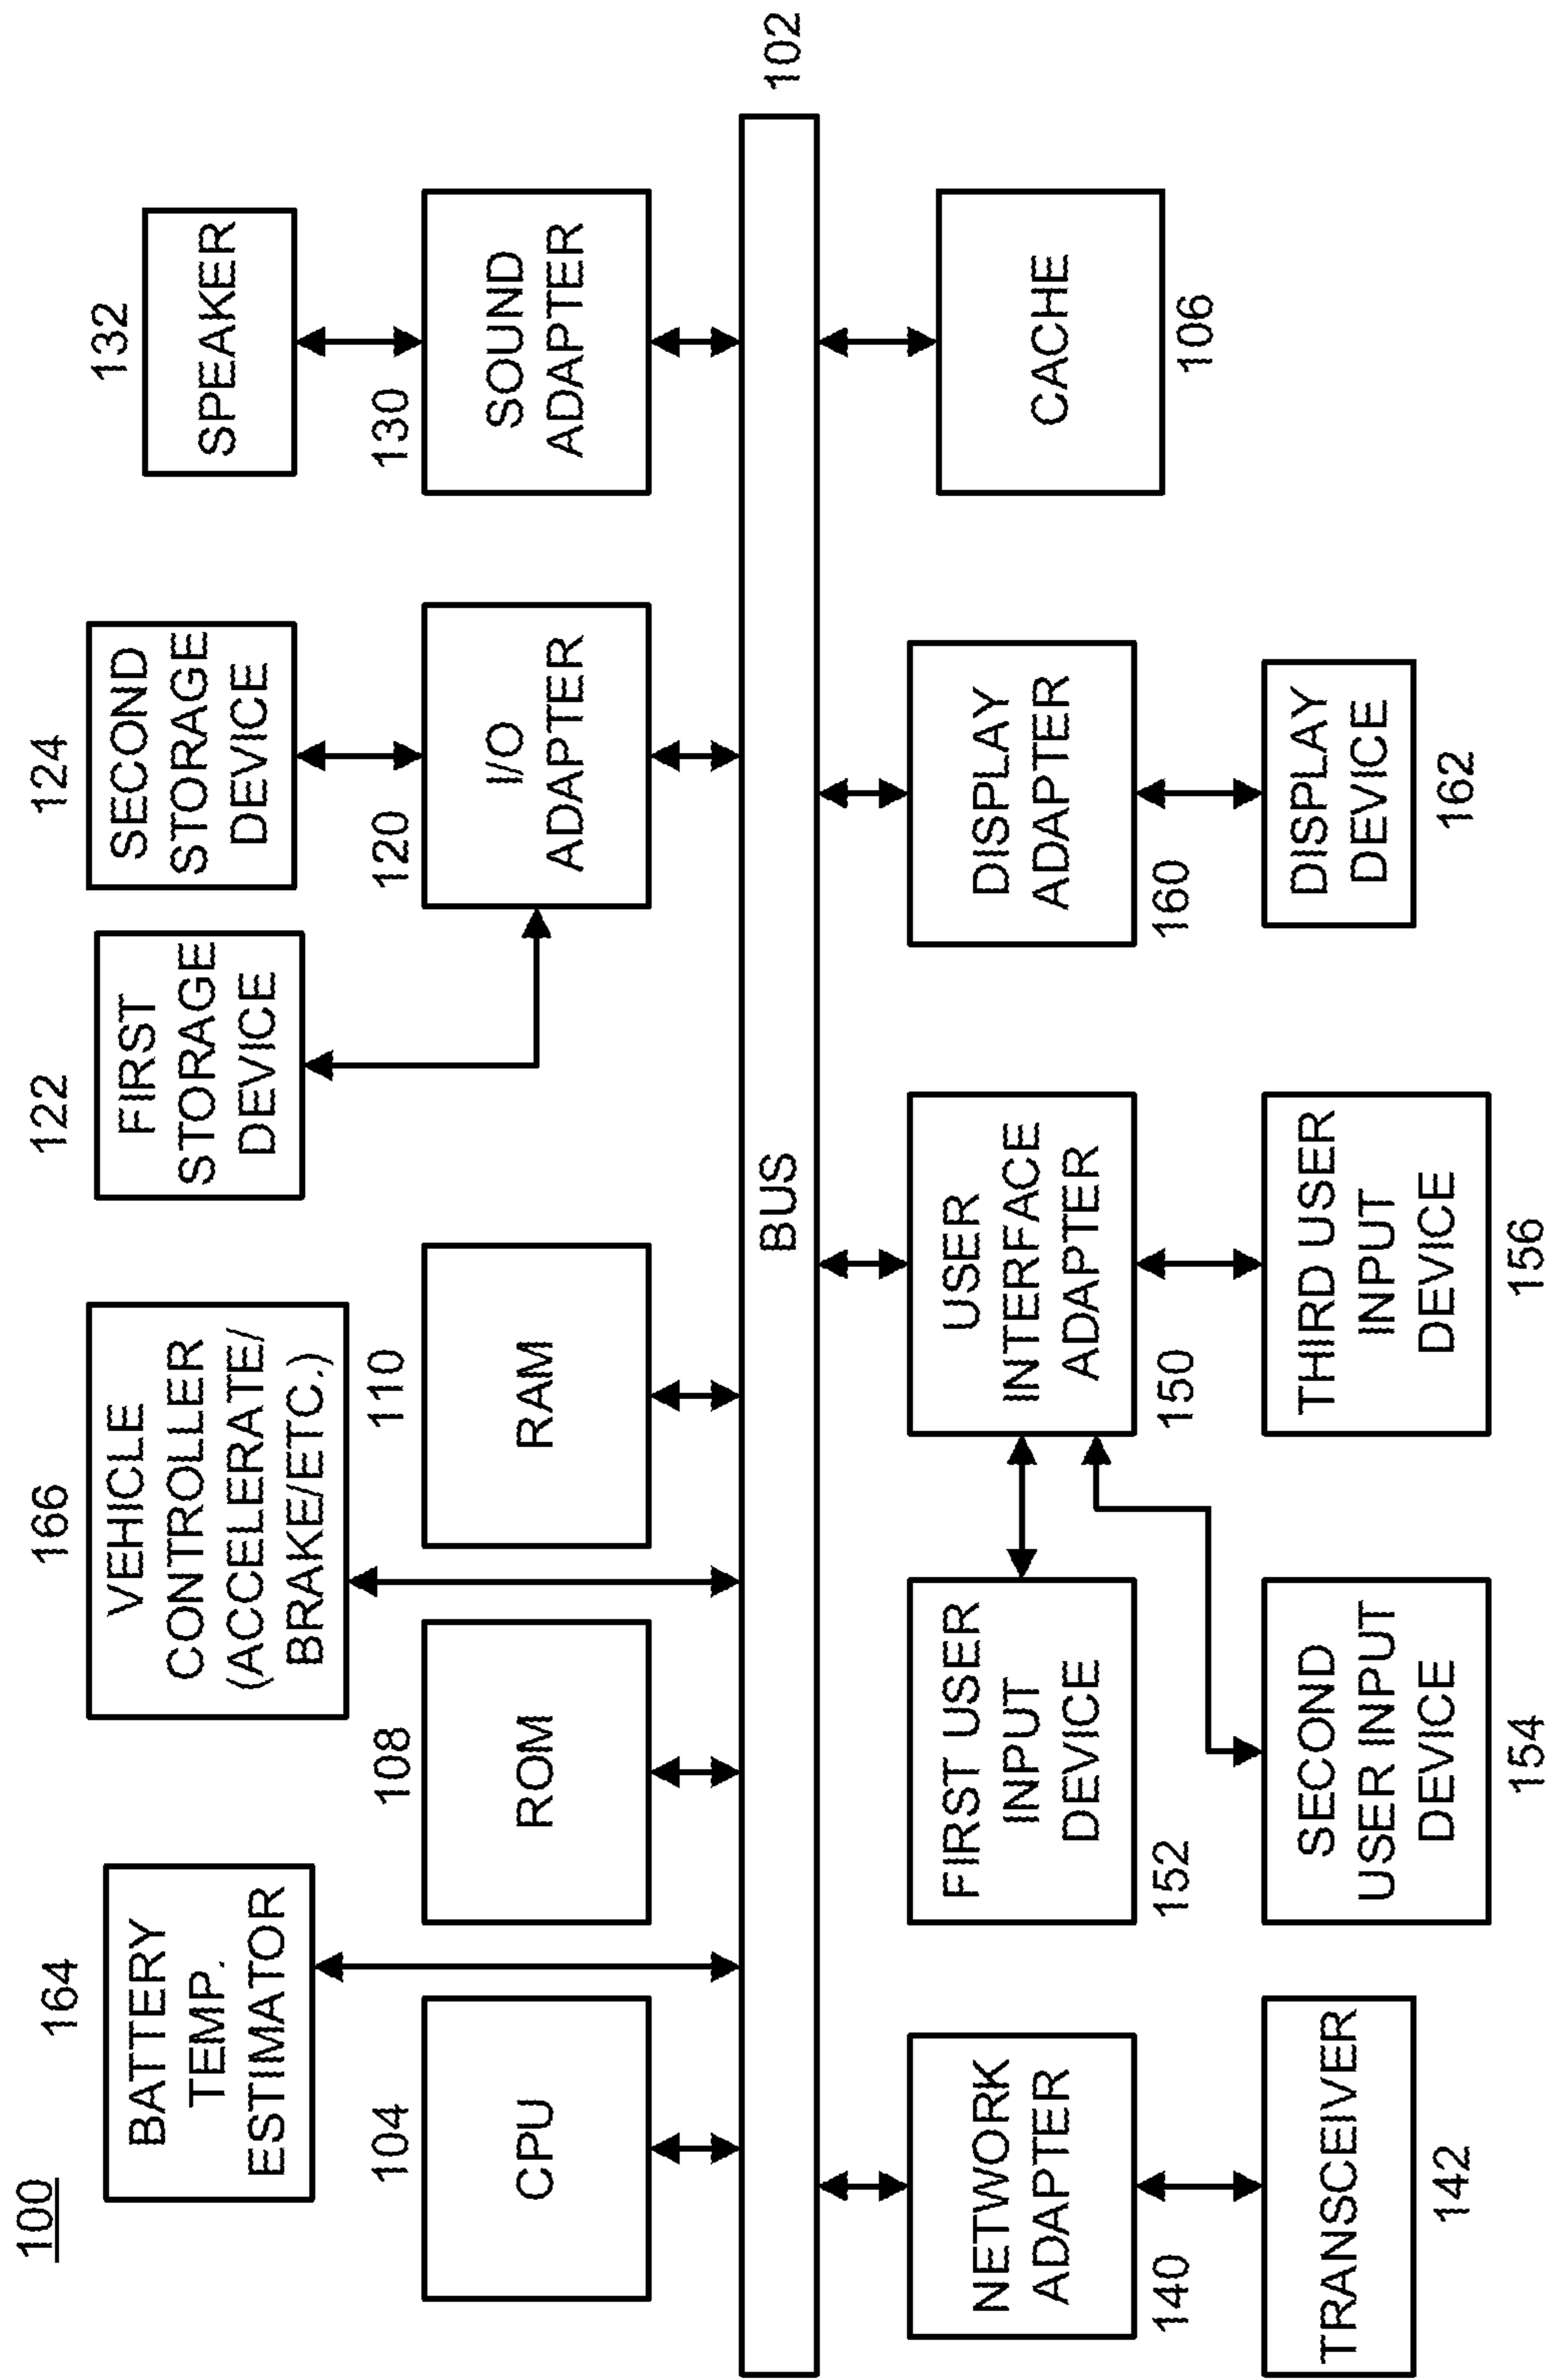 100
164
BATTERY
TEMP.
ESTIMATOR
166
VEHICLE
CONTROLLER
(ACCELERATE/
BRAKE/ETC.)
122
FIRST
STORAGE
DEVICE
124
SECOND
STORAGE
DEVICE
132
SPEAKER
104
CPU
108
ROM
110
RAM
120
I/O
ADAPTER
130
SOUND
ADAPTER
BUS
102
NETWORK
ADAPTER
140
FIRST USER
INPUT
DEVICE
152
USER
INTERFACE
ADAPTER
150
DISPLAY
ADAPTER
160
CACHE
106
TRANSCEIVER
142
SECOND
USER INPUT
DEVICE
154
THIRD USER
INPUT
DEVICE
156
DISPLAY
DEVICE
162